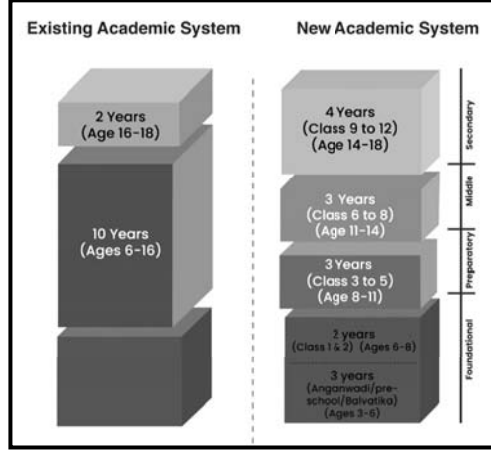 Existing Academic System
New Academic System
2 Years
(Age 16-18)
10 Years
(Ages 6-16)
4 Years
(Class 9 to 12)
(Age 14-18)
3 Years
(Class 6 to 8)
(Age 11-14)
3 Years
(Class 3 to 5)
(Age 8-11)
2 years
(Class 1 & 2) (Ages 6-8)
3 years
(Anganwadi/pre-
school/Balvatika)
(Ages 3-6)
Secondary
Middle
Preparatory
Foundational